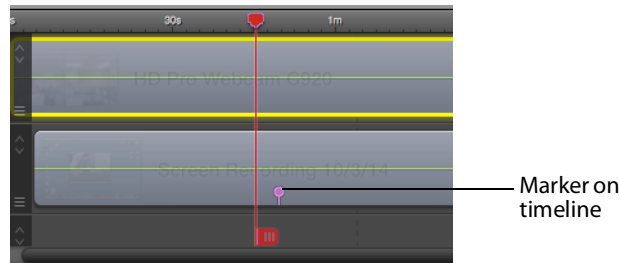 s 30s 1m
HD Pro Webcam C920
Screen Recording 10/3/14
Marker on
timeline